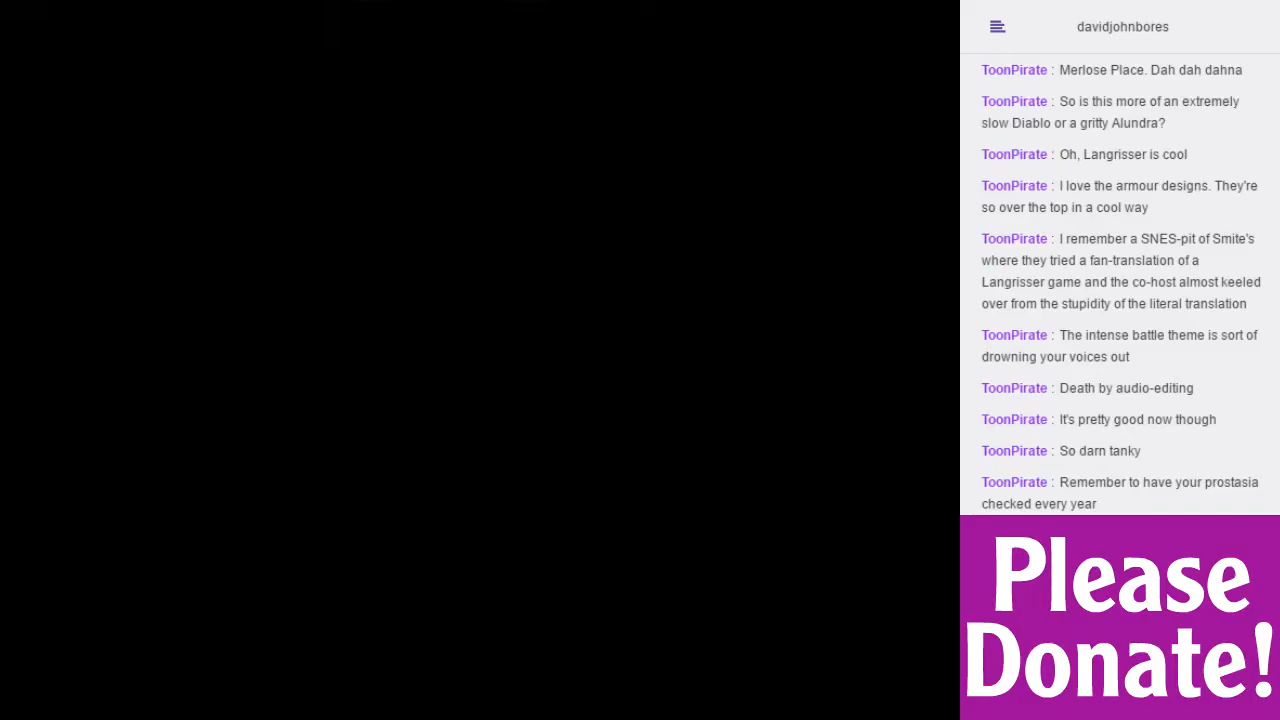 davidjohnbores
ToonPirate : Merlose Place. Dah dah dahna
ToonPirate : So is this more of an extremely
slow Diablo or a gritty Alundra?
ToonPirate : Oh, Langrisser is cool
ToonPirate : I love the armour designs. They're
so over the top in a cool way
ToonPirate : I remember a SNES-pit of Smite's
where they tried a fan-translation of a
Langrisser game and the co-host almost keeled
over from the stupidity of the literal translation
ToonPirate : The intense battle theme is sort of
drowning your voices out
ToonPirate : Death by audio-editing
ToonPirate : It's pretty good now though
ToonPirate : So darn tanky
ToonPirate : Remember to have your prostasia
checked every year
Please
Donate!